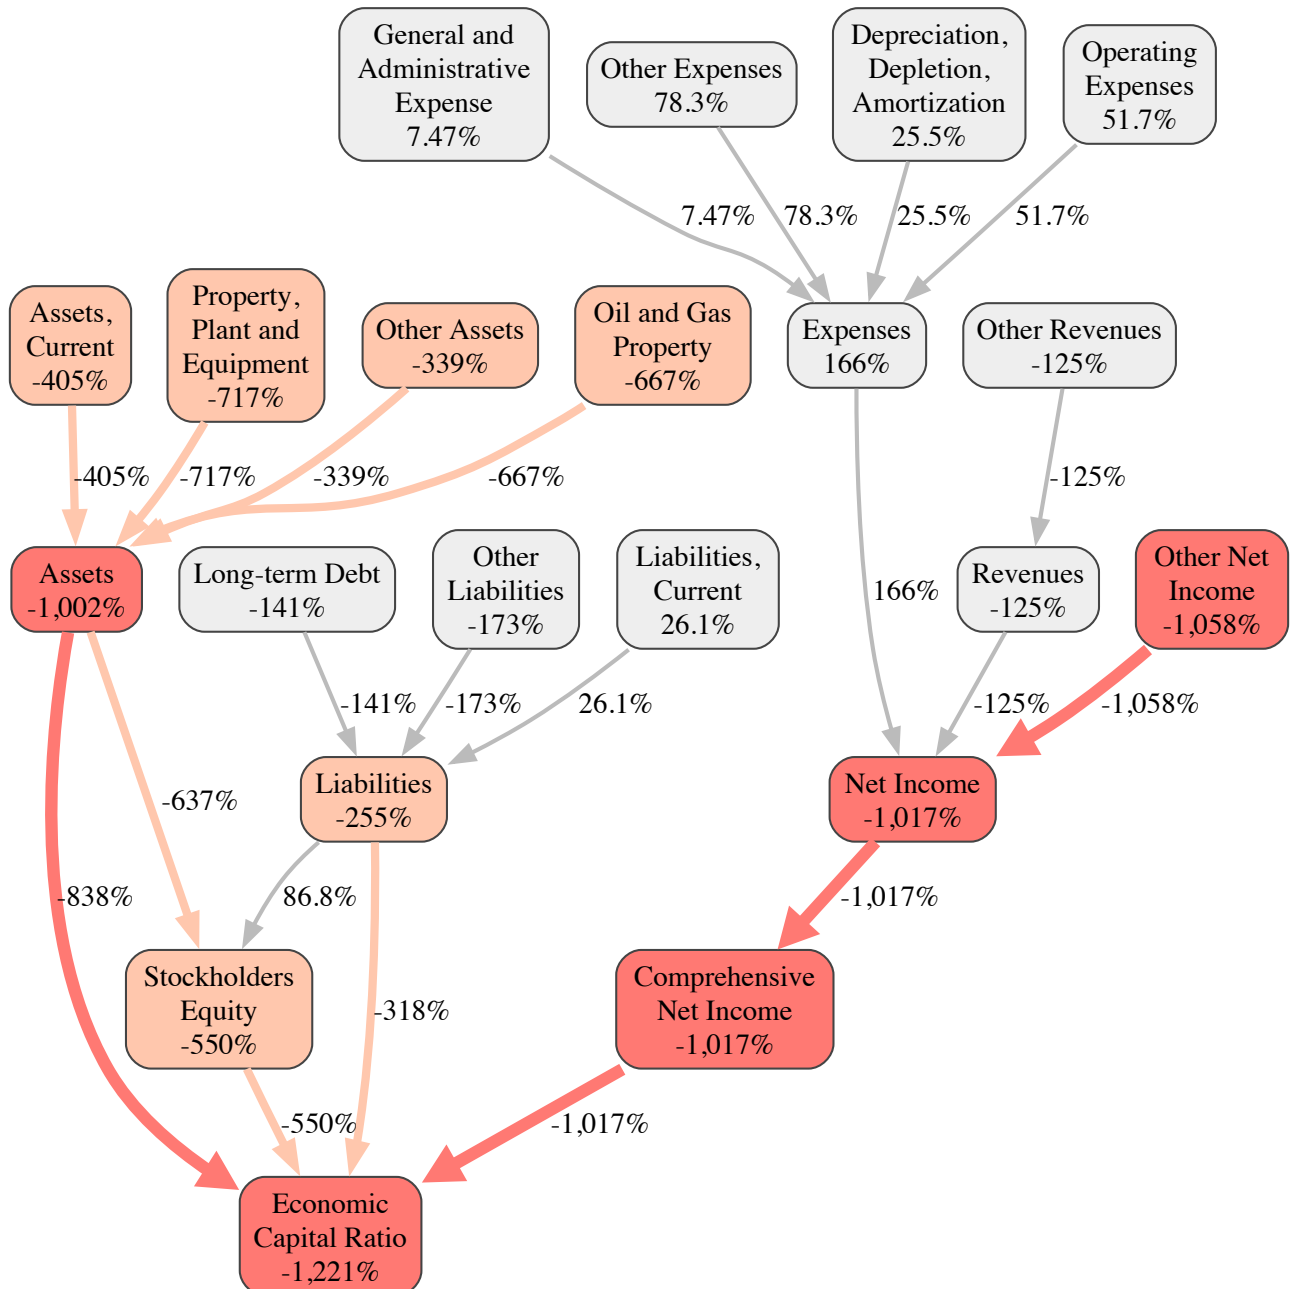 General and
Administrative
Expense
7.47%
Other Expenses
78.3%
Depreciation,
Depletion,
Amortization
25.5%
Operating
Expenses
51.7%
7.47%
78.3%
25.5%
51.7%
Assets,
Current
-405%
Property,
Plant and
Equipment
-717%
Other Assets
-339%
Oil and Gas
Property
-667%
Expenses
166%
Other Revenues
-125%
-405%
-717%
-339%
-667%
-125%
Assets
-1,002%
Long-term Debt
-141%
Other
Liabilities
-173%
Liabilities,
Current
26.1%
166%
Revenues
-125%
Other Net
Income
-1,058%
-141%
-173%
26.1%
-125%
-1,058%
-637%
Liabilities
-255%
Net Income
-1,017%
-838%
86.8%
-1,017%
Stockholders
Equity
-550%
-318%
Comprehensive
Net Income
-1,017%
-550%
-1,017%
Economic
Capital Ratio
-1,221%